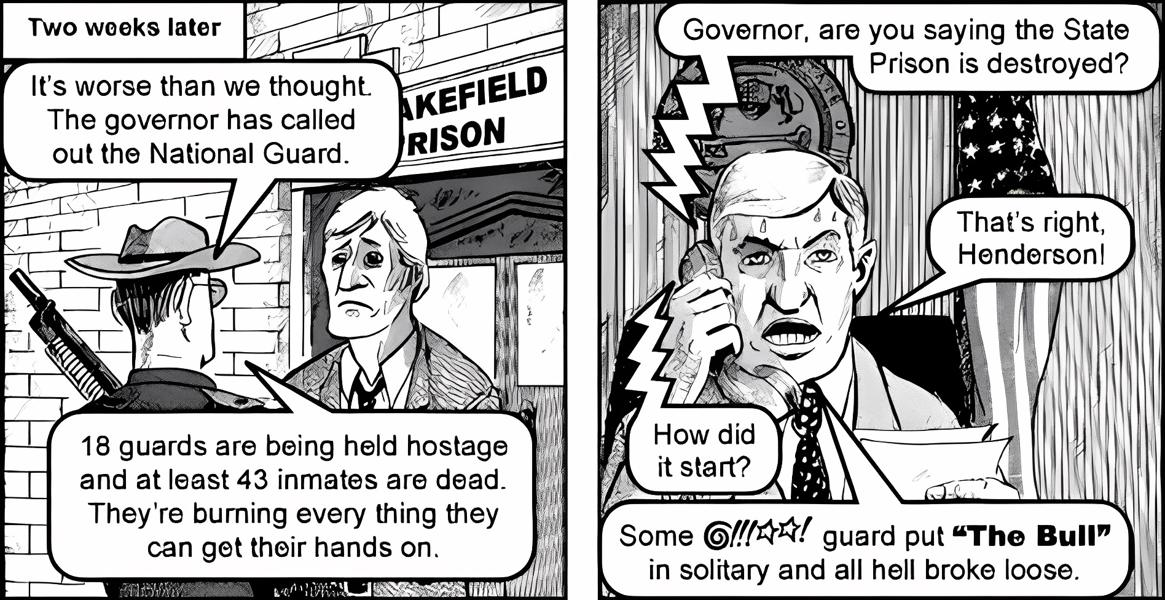 Two weeks later
It's worse than we thought.
The governor has called
out the National Guard.
AKEFIELD
PRISON
18 guards are being held hostage
and at least 43 inmates are dead.
They're burning every thing they
can get their hands on.
Governor, are you saying the State
Prison is destroyed?
That's right,
Henderson!
How did
it start?
Some @!!!☆☆! guard put “The Bull”
in solitary and all hell broke loose.